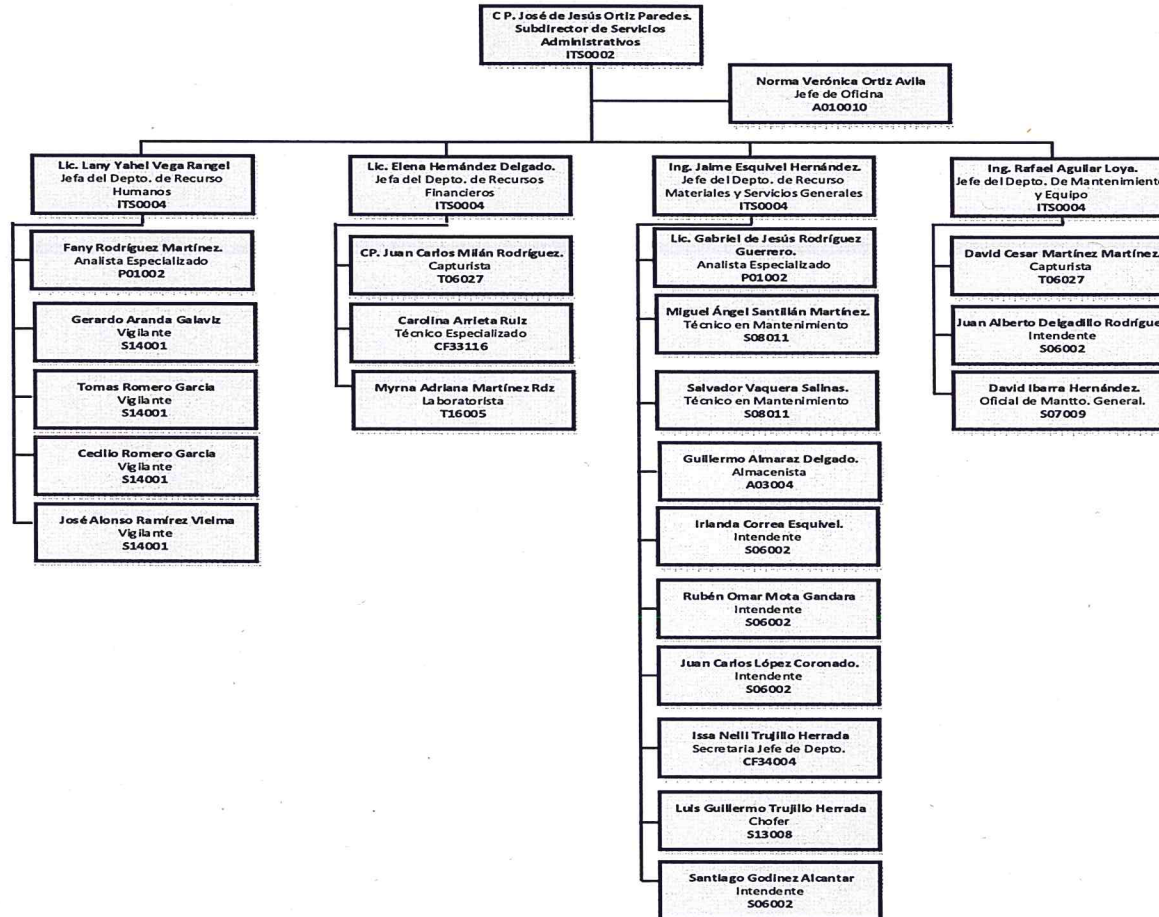 C P. José de Jesús Ortiz Paredes.
Subdirector de Servicios
Administrativos
ITS0002
Norma Verónica Ortiz Avila
Jefe de Oficina
A010010
Lic. Lany Yahel Vega Rangel
Jefa del Depto. de Recurso
Humanos
ITS0004
Fany Rodríguez Martínez.
Analista Especializado
P01002
Gerardo Aranda Galaviz
Vigilante
S14001
Tomas Romero Garcia
Vigilante
S14001
Cecilio Romero Garcia
Vigilante
S14001
José Alonso Ramírez Vielma
Vigilante
S14001
Lic. Elena Hernández Delgado.
Jefa del Depto. de Recursos
Financieros
ITS0004
CP. Juan Carlos Milán Rodríguez.
Capturista
T06027
Carolina Arrieta Ruiz
Técnico Especializado
CF33116
Myrna Adriana Martínez Rdz
Laboratorista
T16005
Ing. Jaime Esquivel Hernández.
Jefe del Depto. de Recurso
Materiales y Servicios Generales
ITS0004
Lic. Gabriel de Jesús Rodríguez
Guerrero.
Analista Especializado
P01002
Miguel Ángel Santillán Martínez.
Técnico en Mantenimiento
S08011
Salvador Vaquera Salinas.
Técnico en Mantenimiento
S08011
Guillermo Almaraz Delgado.
Almacenista
A03004
Irlanda Correa Esquivel.
Intendente
S06002
Rubén Omar Mota Gandara
Intendente
S06002
Juan Carlos López Coronado.
Intendente
S06002
Issa Nelli Trujillo Herrada
Secretaria Jefe de Depto.
CF34004
Luis Guillermo Trujillo Herrada
Chofer
S13008
Santiago Godinez Alcantar
Intendente
S06002
Ing. Rafael Aguilar Loya.
Jefe del Depto. De Mantenimiento
y Equipo
ITS0004
David Cesar Martínez Martínez.
Capturista
T06027
Juan Alberto Delgadillo Rodríguez
Intendente
S06002
David Ibarra Hernández.
Oficial de Mantto. General.
S07009